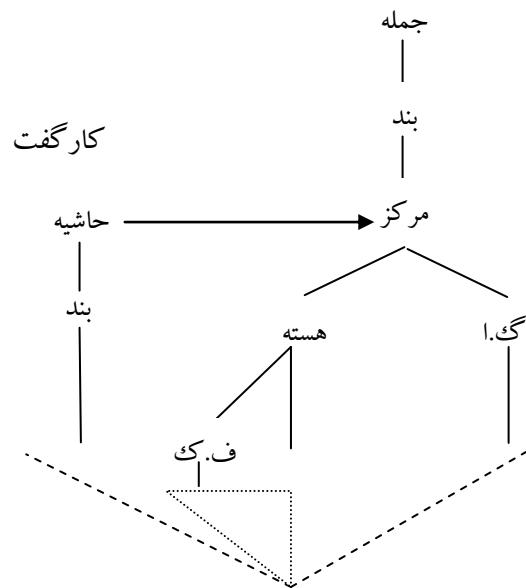 جمله
بند
کارگفت
مرکز
حاشیه
بند
گ.ا
هسته
ف.ک